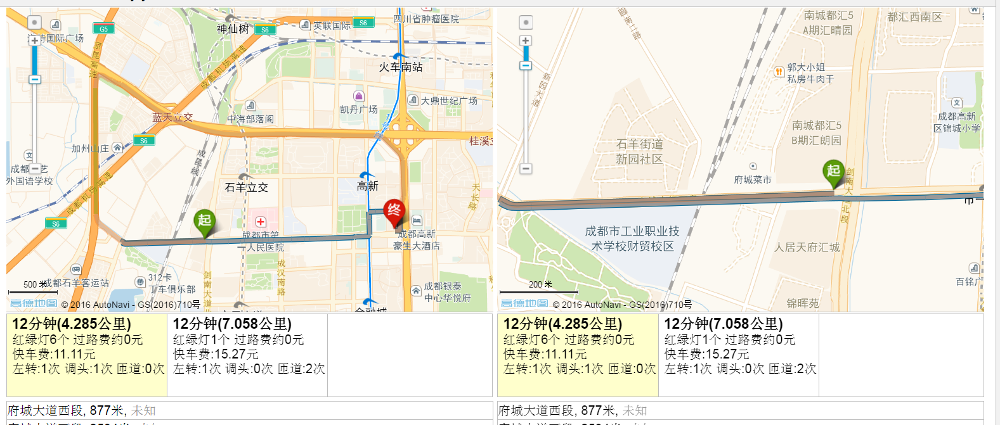 神仙树
S6
英联国际
S6
四川省肿瘤医院
G5
海特国际广场
京昆高速
成都机场高速
火车南站
凯丹广场
大鼎世纪广场
蓝天立交
中海部落阁
1号线
S6
桂溪立
加州山庄
成昆线
成都
艺
外国语学校
石羊立交
高新
天长路
成都机场高速
S6
起
终
成都市第
一人民医院
成都高新
豪生大酒店
成都石羊客运站
312卡
丁车俱乐部
剑南大道
成汉南路
成都银泰
中心华悦府
500 米
高德地图
© 2016 AutoNavi - GS(2016)710号
金融城
南城都汇5
A期汇晴园
都汇西南区
新园大道
郭大小姐
私房牛肉干
成都高新
区锦城小学
南城都汇5
B期汇朗园
石羊街道
新园社区
府城菜市
起
剑南大
道北段
成都市工业职业技
术学校财贸校区
人居天府汇城
百铭广
锦晖苑
200 米
高德地图
© 2016 AutoNavi - GS(2016)710号
12分钟(4.285公里)
红绿灯6个 过路费约0元
快车费:11.11元
左转:1次 调头:1次 匝道:0次
12分钟(7.058公里)
红绿灯1个 过路费约0元
快车费:15.27元
左转:1次 调头:0次 匝道:2次
12分钟(4.285公里)
红绿灯6个 过路费约0元
快车费:11.11元
左转:1次 调头:1次 匝道:0次
12分钟(7.058公里)
红绿灯1个 过路费约0元
快车费:15.27元
左转:1次 调头:0次 匝道:2次
府城大道西段, 877米, 未知
府城大道西段, 877米, 未知